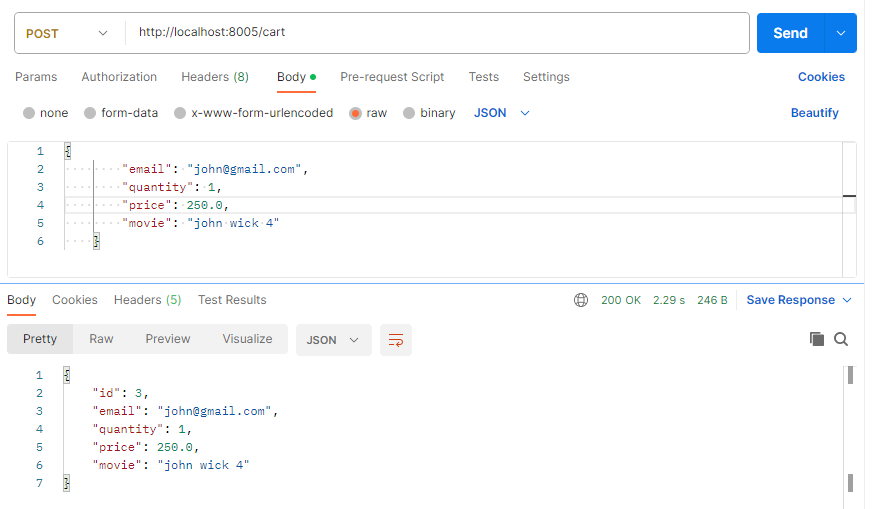 POST http://localhost:8005/cart Send
Params Authorization Headers (8) Body Pre-request Script Tests Settings Cookies
none form-data x-www-form-urlencoded raw binary JSON Beautify
1 {
2 "email": "john@gmail.com",
3 "quantity": 1,
4 "price": 250.0,
5 "movie": "john wick 4"
6 }
Body Cookies Headers (5) Test Results 200 OK 2.29 s 246 B Save Response
Pretty Raw Preview Visualize JSON
1 {
2 "id": 3,
3 "email": "john@gmail.com",
4 "quantity": 1,
5 "price": 250.0,
6 "movie": "john wick 4"
7 }